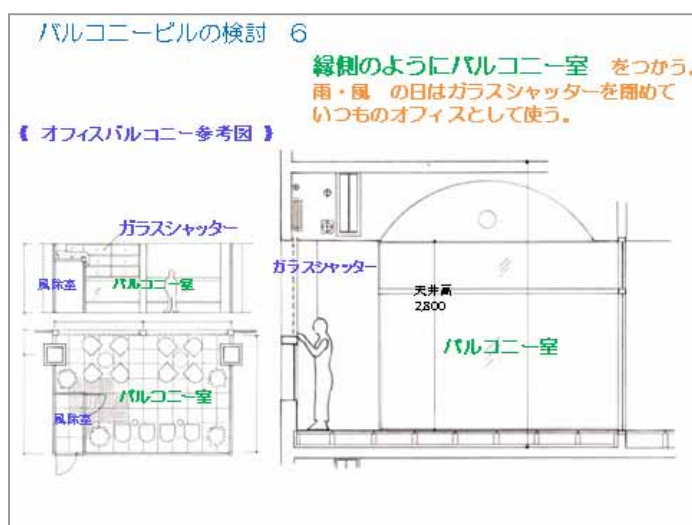 バルコニービルの検討　6
縁側のようにバルコニー室　をつかう。
雨・風　の日はガラスシャッターを閉めて
いつものオフィスとして使う。
【 オフィスバルコニー参考図 】
ガラスシャッター
風除室
バルコニー室
バルコニー室
風除室
ガラスシャッター
天井高
2,800
バルコニー室